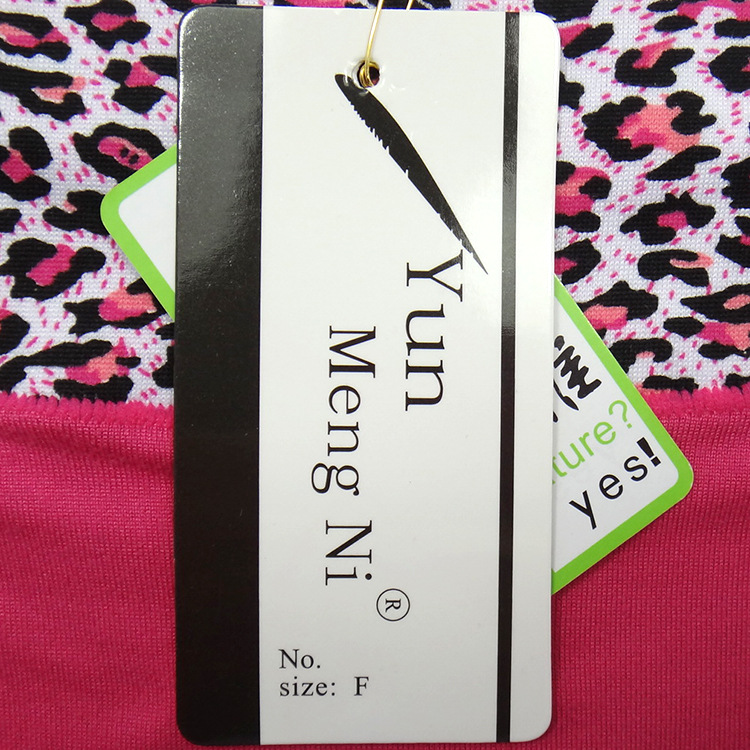 Yun
Meng Ni ®
No.
size: F
yes!